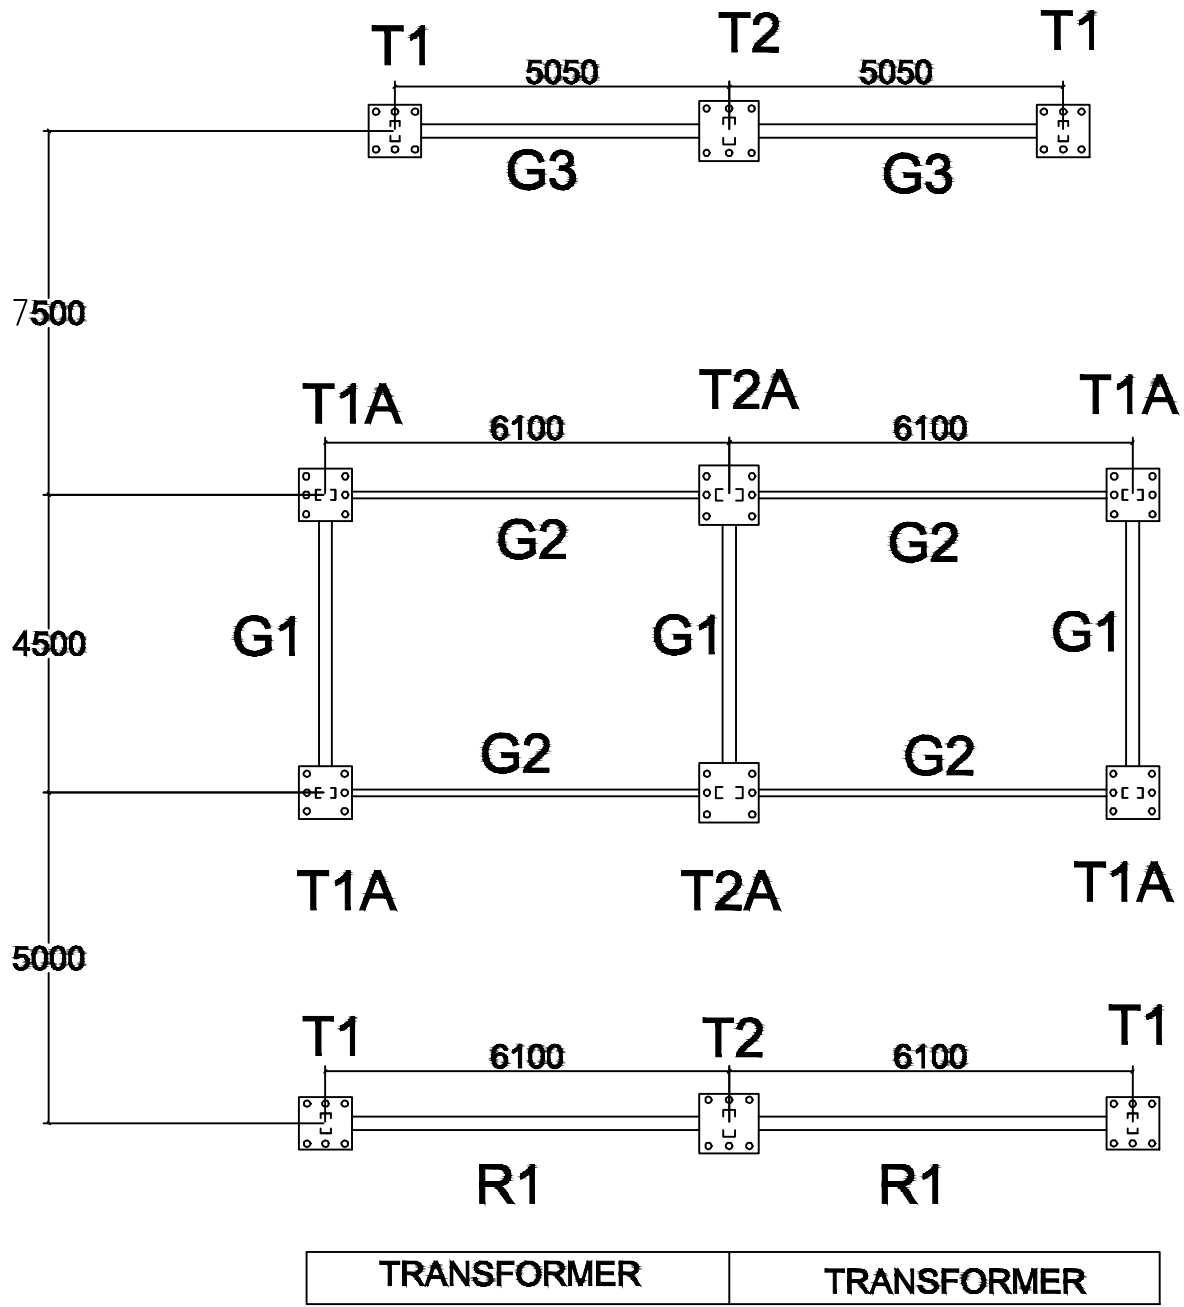 T1 T2 T1
5050 5050
G3 G3
7500
T1A T2A T1A
6100 6100
G2 G2
G1 G1 G1
4500
G2 G2
T1A T2A T1A
5000
T1 T2 T1
6100 6100
R1 R1
TRANSFORMER TRANSFORMER